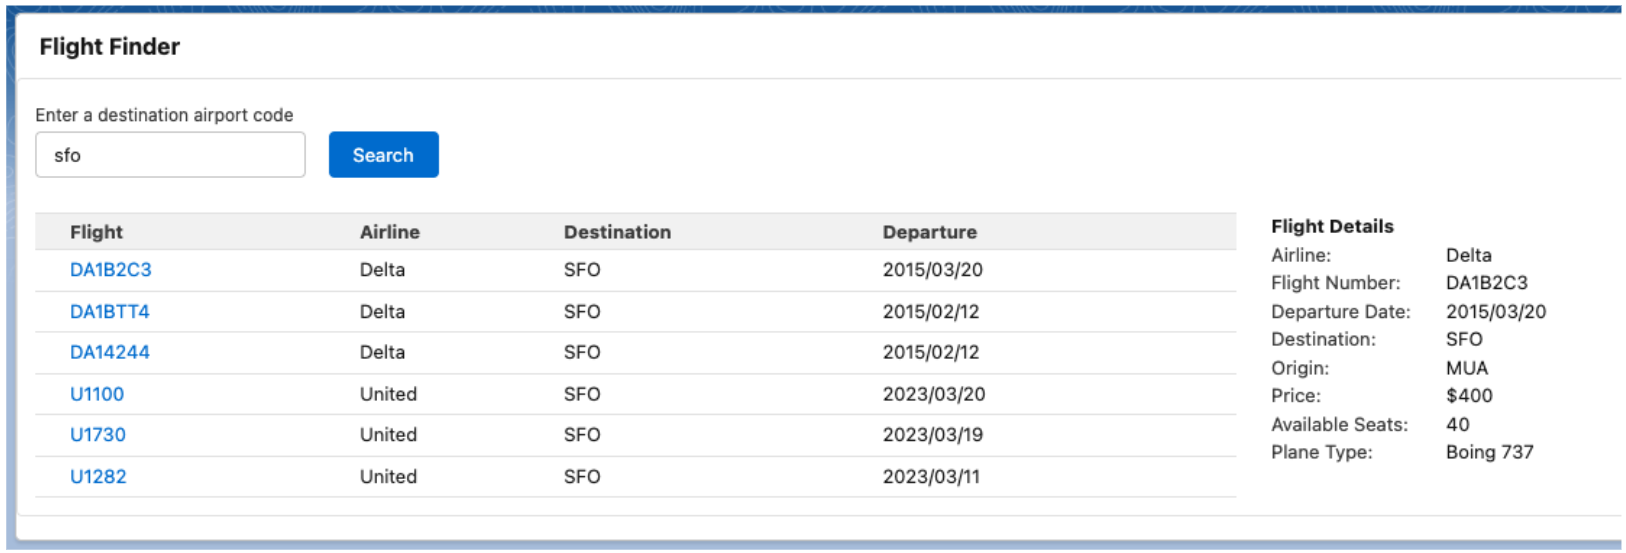 Flight Finder
Enter a destination airport code
sfo Search
Flight Airline Destination Departure
DA1B2C3 Delta SFO 2015/03/20
DA1BTT4 Delta SFO 2015/02/12
DA14244 Delta SFO 2015/02/12
U1100 United SFO 2023/03/20
U1730 United SFO 2023/03/19
U1282 United SFO 2023/03/11
Flight Details
Airline: Delta
Flight Number: DA1B2C3
Departure Date: 2015/03/20
Destination: SFO
Origin: MUA
Price: $400
Available Seats: 40
Plane Type: Boing 737